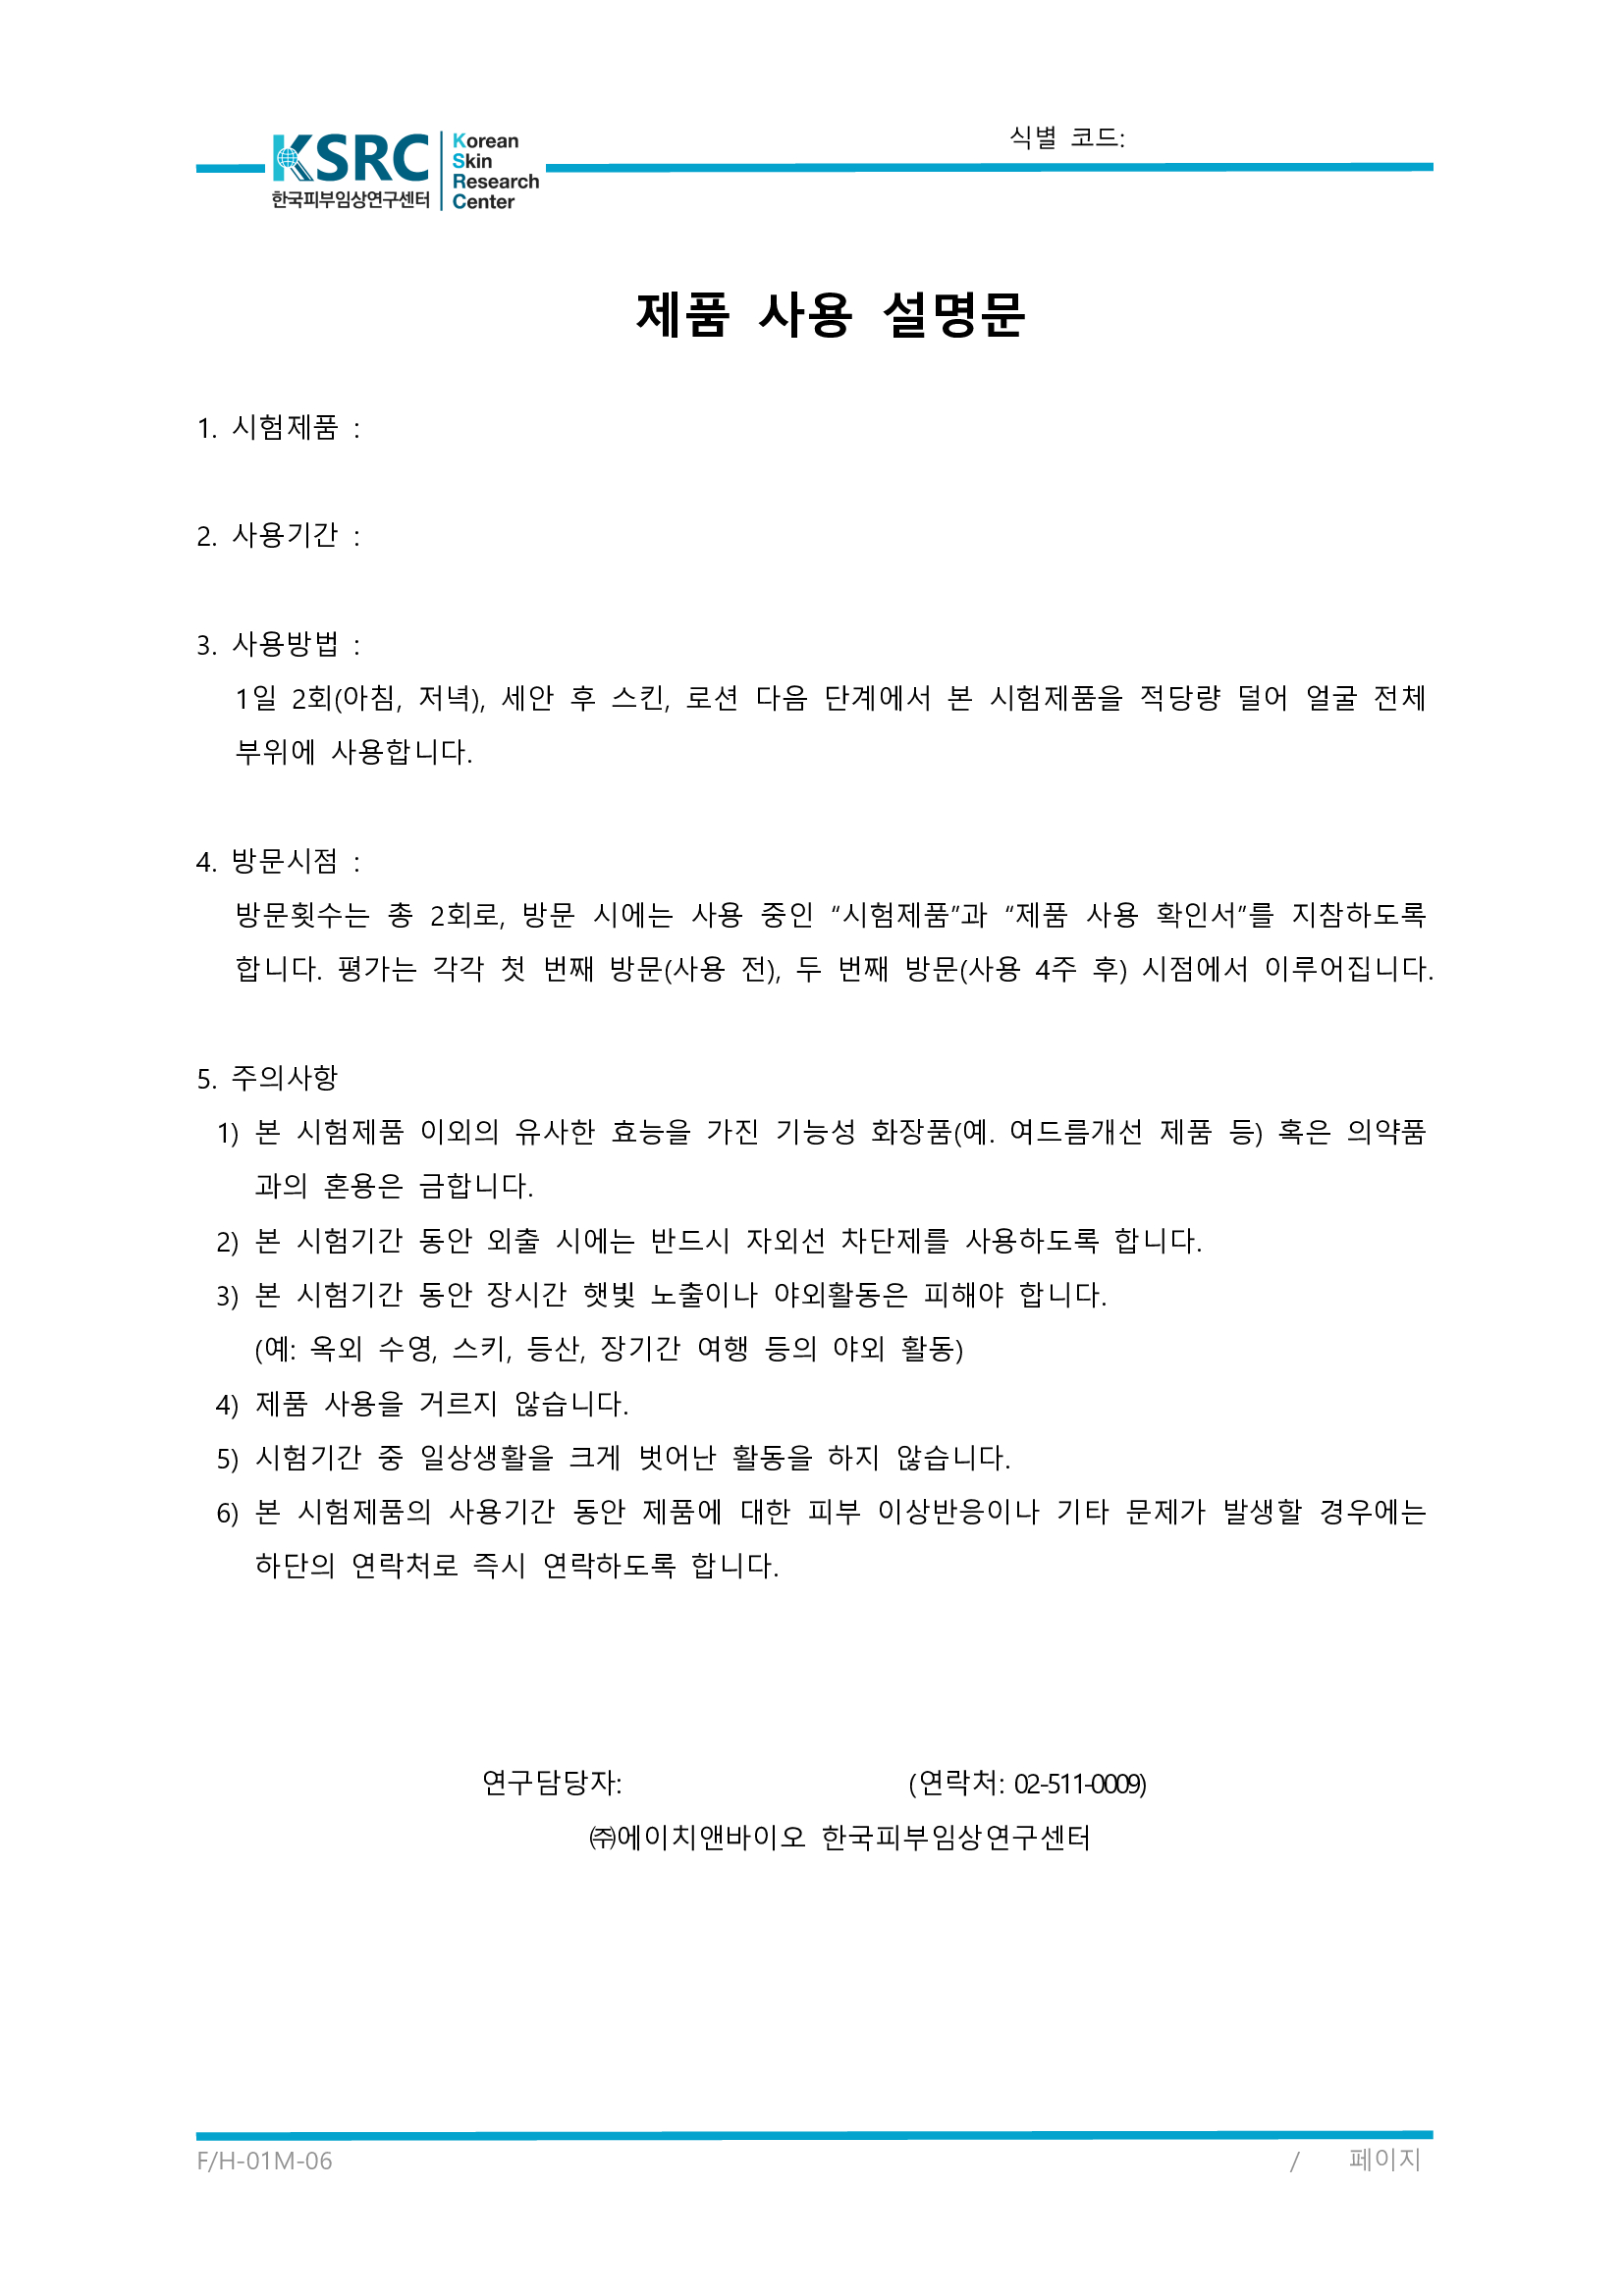 식별 코드:
KSRC
한국피부임상연구센터
Korean
Skin
Research
Center
제품 사용 설명문
1. 시험제품 :
2. 사용기간 :
3. 사용방법 :
1일 2회(아침, 저녁), 세안 후 스킨, 로션 다음 단계에서 본 시험제품을 적당량 덜어 얼굴 전체
부위에 사용합니다.
4. 방문시점 :
방문횟수는 총 2회로, 방문 시에는 사용 중인 “시험제품”과 “제품 사용 확인서”를 지참하도록
합니다. 평가는 각각 첫 번째 방문(사용 전), 두 번째 방문(사용 4주 후) 시점에서 이루어집니다.
5. 주의사항
1) 본 시험제품 이외의 유사한 효능을 가진 기능성 화장품(예. 여드름개선 제품 등) 혹은 의약품
과의 혼용은 금합니다.
2) 본 시험기간 동안 외출 시에는 반드시 자외선 차단제를 사용하도록 합니다.
3) 본 시험기간 동안 장시간 햇빛 노출이나 야외활동은 피해야 합니다.
(예: 옥외 수영, 스키, 등산, 장기간 여행 등의 야외 활동)
4) 제품 사용을 거르지 않습니다.
5) 시험기간 중 일상생활을 크게 벗어난 활동을 하지 않습니다.
6) 본 시험제품의 사용기간 동안 제품에 대한 피부 이상반응이나 기타 문제가 발생할 경우에는
하단의 연락처로 즉시 연락하도록 합니다.
연구담당자: (연락처: 02-511-0009)
㈜에이치앤바이오 한국피부임상연구센터
F/H-01M-06 / 페이지